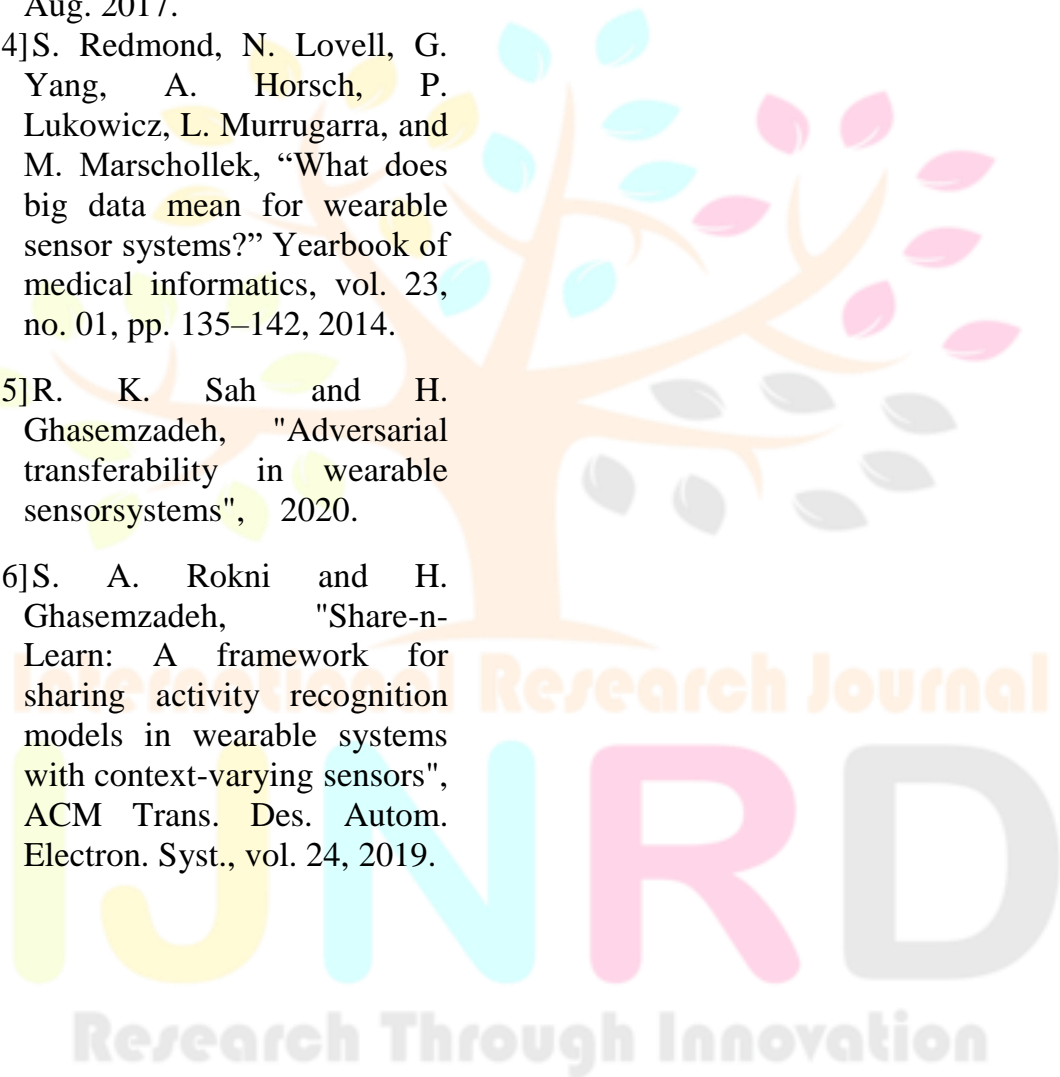 Aug. 2017.
4]S. Redmond, N. Lovell, G.
Yang, A. Horsch, P.
Lukowicz, L. Murrugarra, and
M. Marschollek, “What does
big data mean for wearable
sensor systems?” Yearbook of
medical informatics, vol. 23,
no. 01, pp. 135–142, 2014.
5]R. K. Sah and H.
Ghasemzadeh, "Adversarial
transferability in wearable
sensorsystems", 2020.
6]S. A. Rokni and H.
Ghasemzadeh, "Share-n-
Learn: A framework for
sharing activity recognition
models in wearable systems
with context-varying sensors",
ACM Trans. Des. Autom.
Electron. Syst., vol. 24, 2019.
International Research Journal
IJNRD
Research Through Innovation